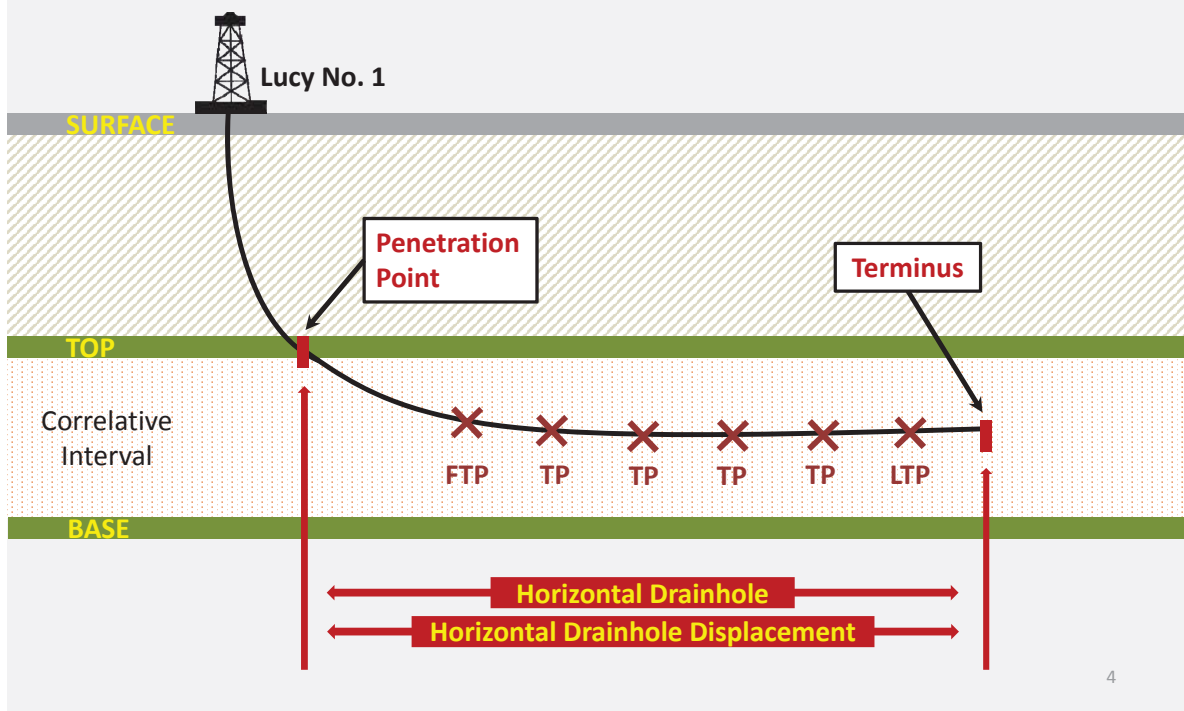 Lucy No. 1
SURFACE
Penetration
Point
Terminus
TOP
Correlative
Interval
FTP
TP
TP
TP
TP
LTP
BASE
Horizontal Drainhole
Horizontal Drainhole Displacement
4